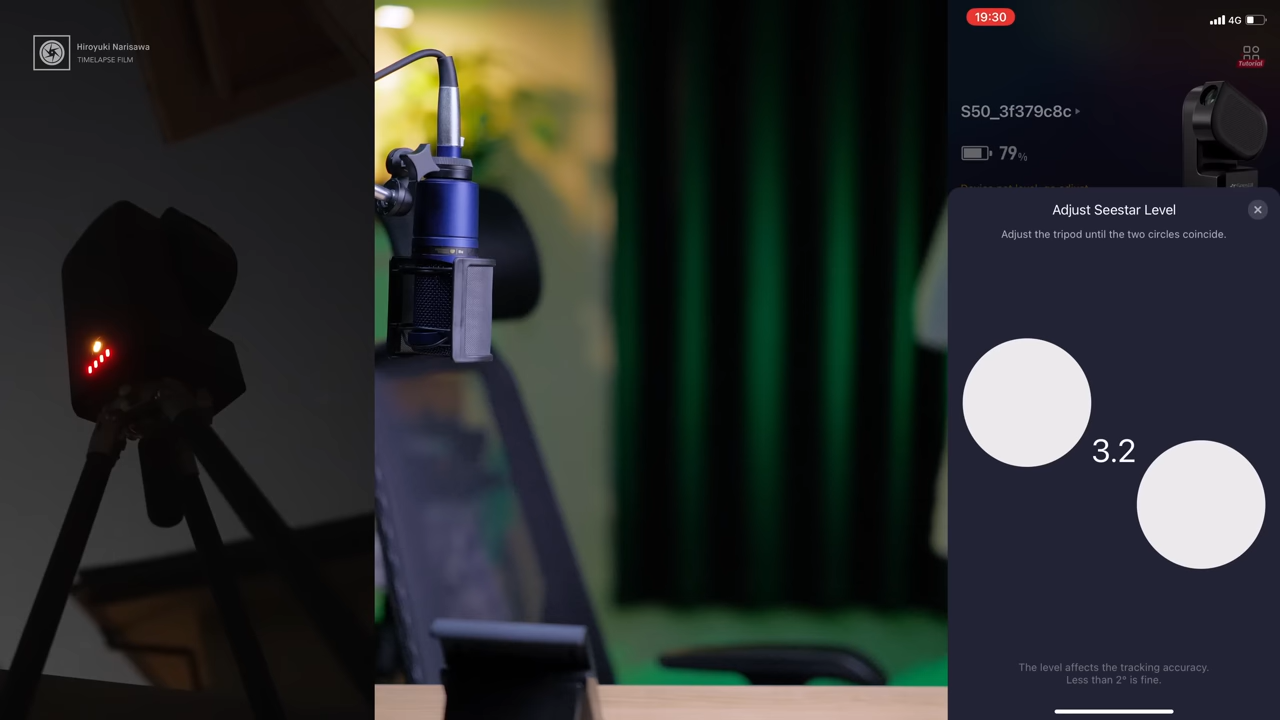 Hiroyuki Narisawa
TIMELAPSE FILM
19:30
4G
Tutorial
S50_3f379c8c
79%
Adjust Seestar Level
Adjust the tripod until the two circles coincide.
3.2
The level affects the tracking accuracy.
Less than 2° is fine.